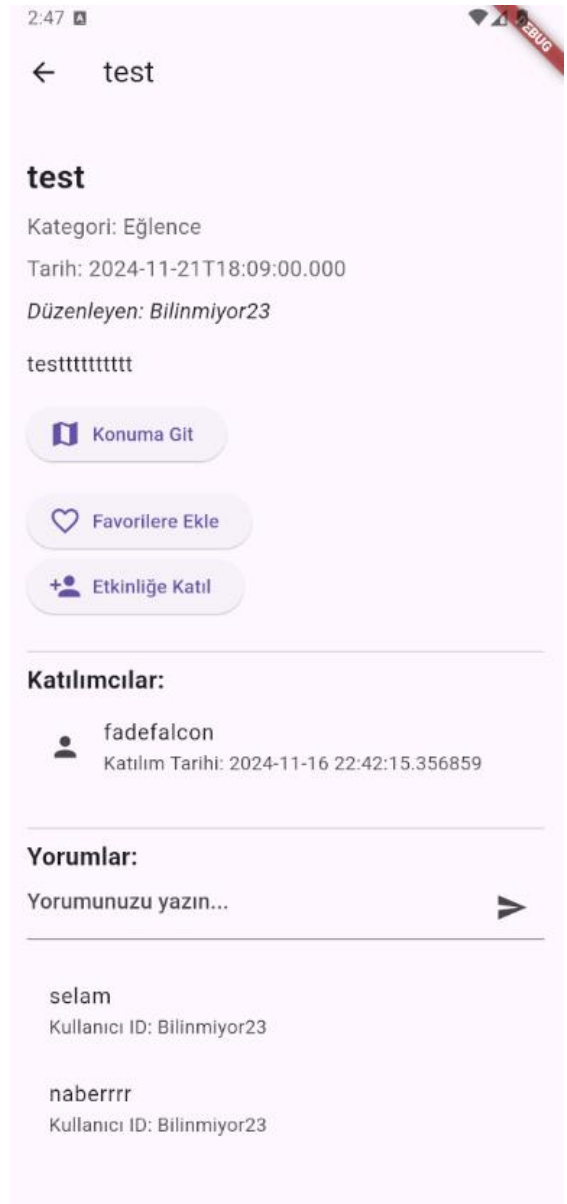 2:47
test
test
Kategori: Eğlence
Tarih: 2024-11-21T18:09:00.000
Düzenleyen: Bilinmiyor23
testttttttttt
Konuma Git
Favorilere Ekle
Etkinliğe Katıl
Katılımcılar:
fadefalcon
Katılım Tarihi: 2024-11-16 22:42:15.356859
Yorumlar:
Yorumunuzu yazın...
selam
Kullanıcı ID: Bilinmiyor23
naberrrr
Kullanıcı ID: Bilinmiyor23